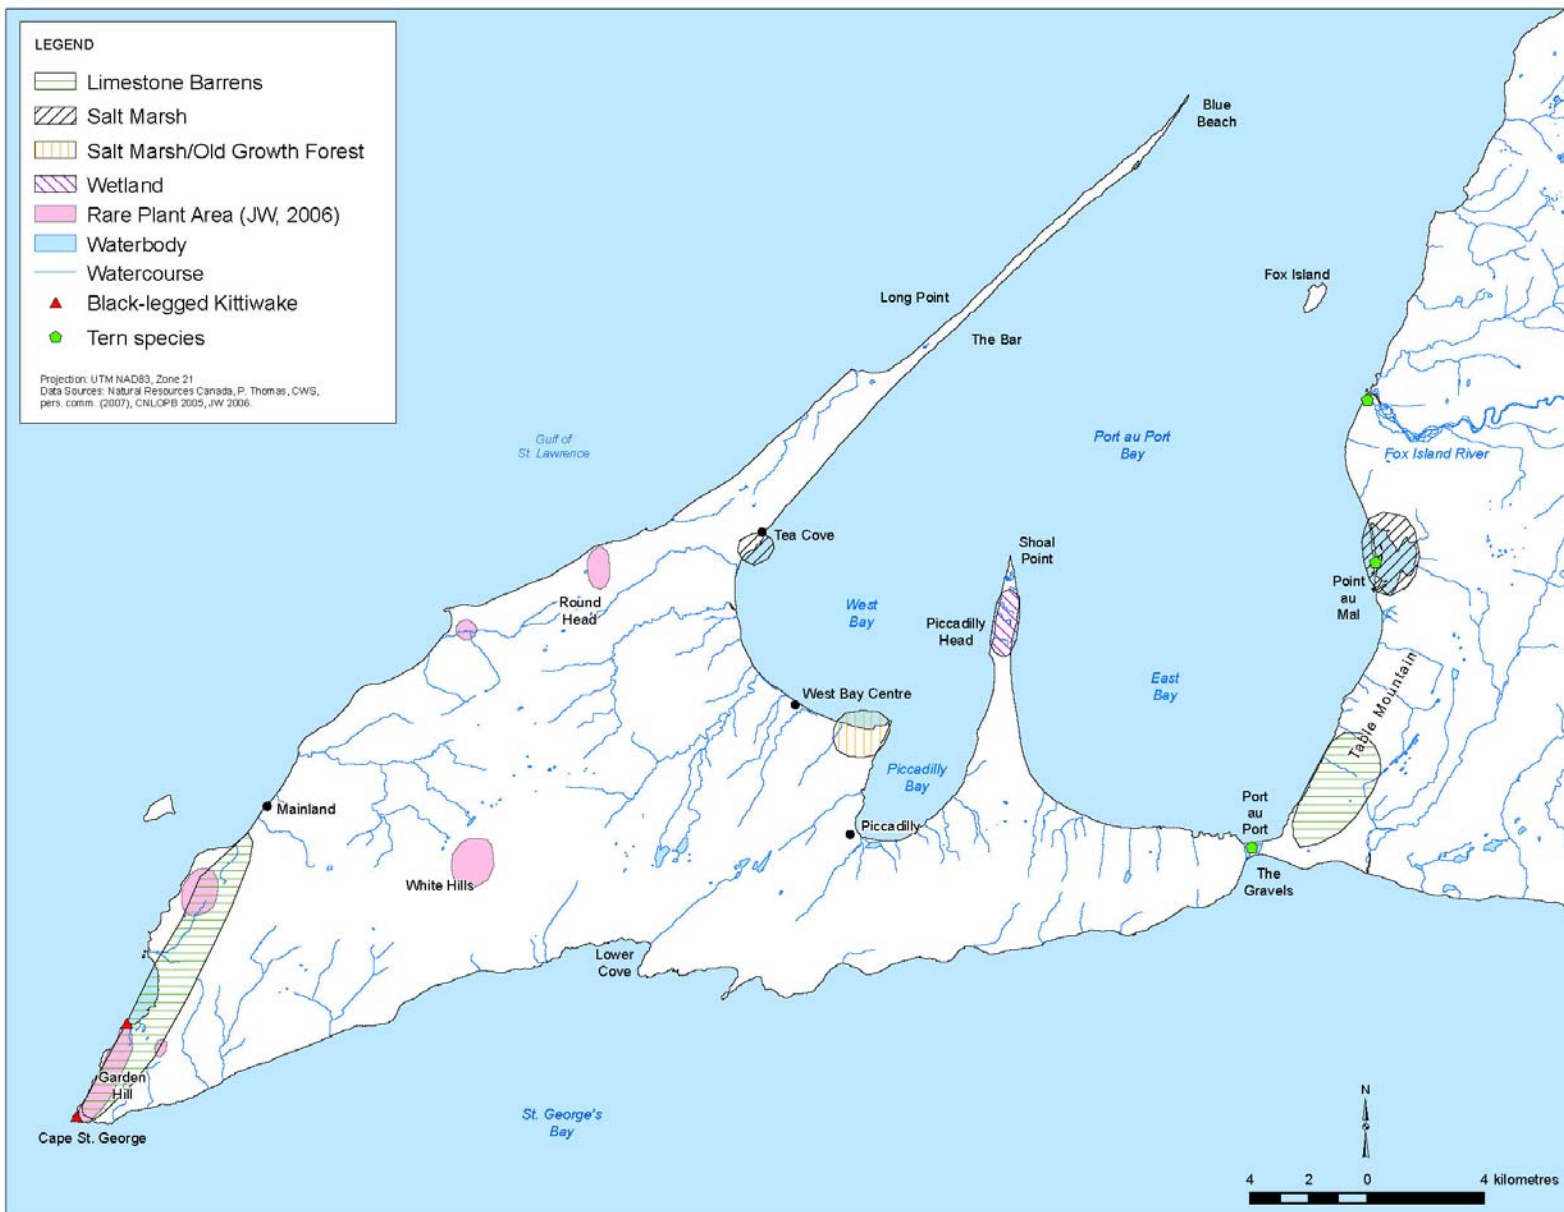 LEGEND
Limestone Barrens
Salt Marsh
Salt Marsh/Old Growth Forest
Wetland
Rare Plant Area (JW, 2006)
Waterbody
Watercourse
Black-legged Kittiwake
Tern species
Projection: UTM NAD83, Zone 21
Data Sources: Natural Resources Canada, P. Thomas, CWS,
pers. comm. (2007), CNLOPB 2005, JW 2006.
Blue
Beach
Fox Island
Long Point
The Bar
Gulf of
St. Lawrence
Port au Port
Bay
Fox Island River
Tea Cove
Shoal
Point
Point
au
Mal
Round
Head
West
Bay
Piccadilly
Head
East
Bay
West Bay Centre
Table Mountain
Piccadilly
Bay
Mainland
Port
au
Port
Piccadilly
White Hills
The
Gravels
Lower
Cove
Garden
Hill
Cape St. George
St. George's
Bay
N
4 2 0 4 kilometres